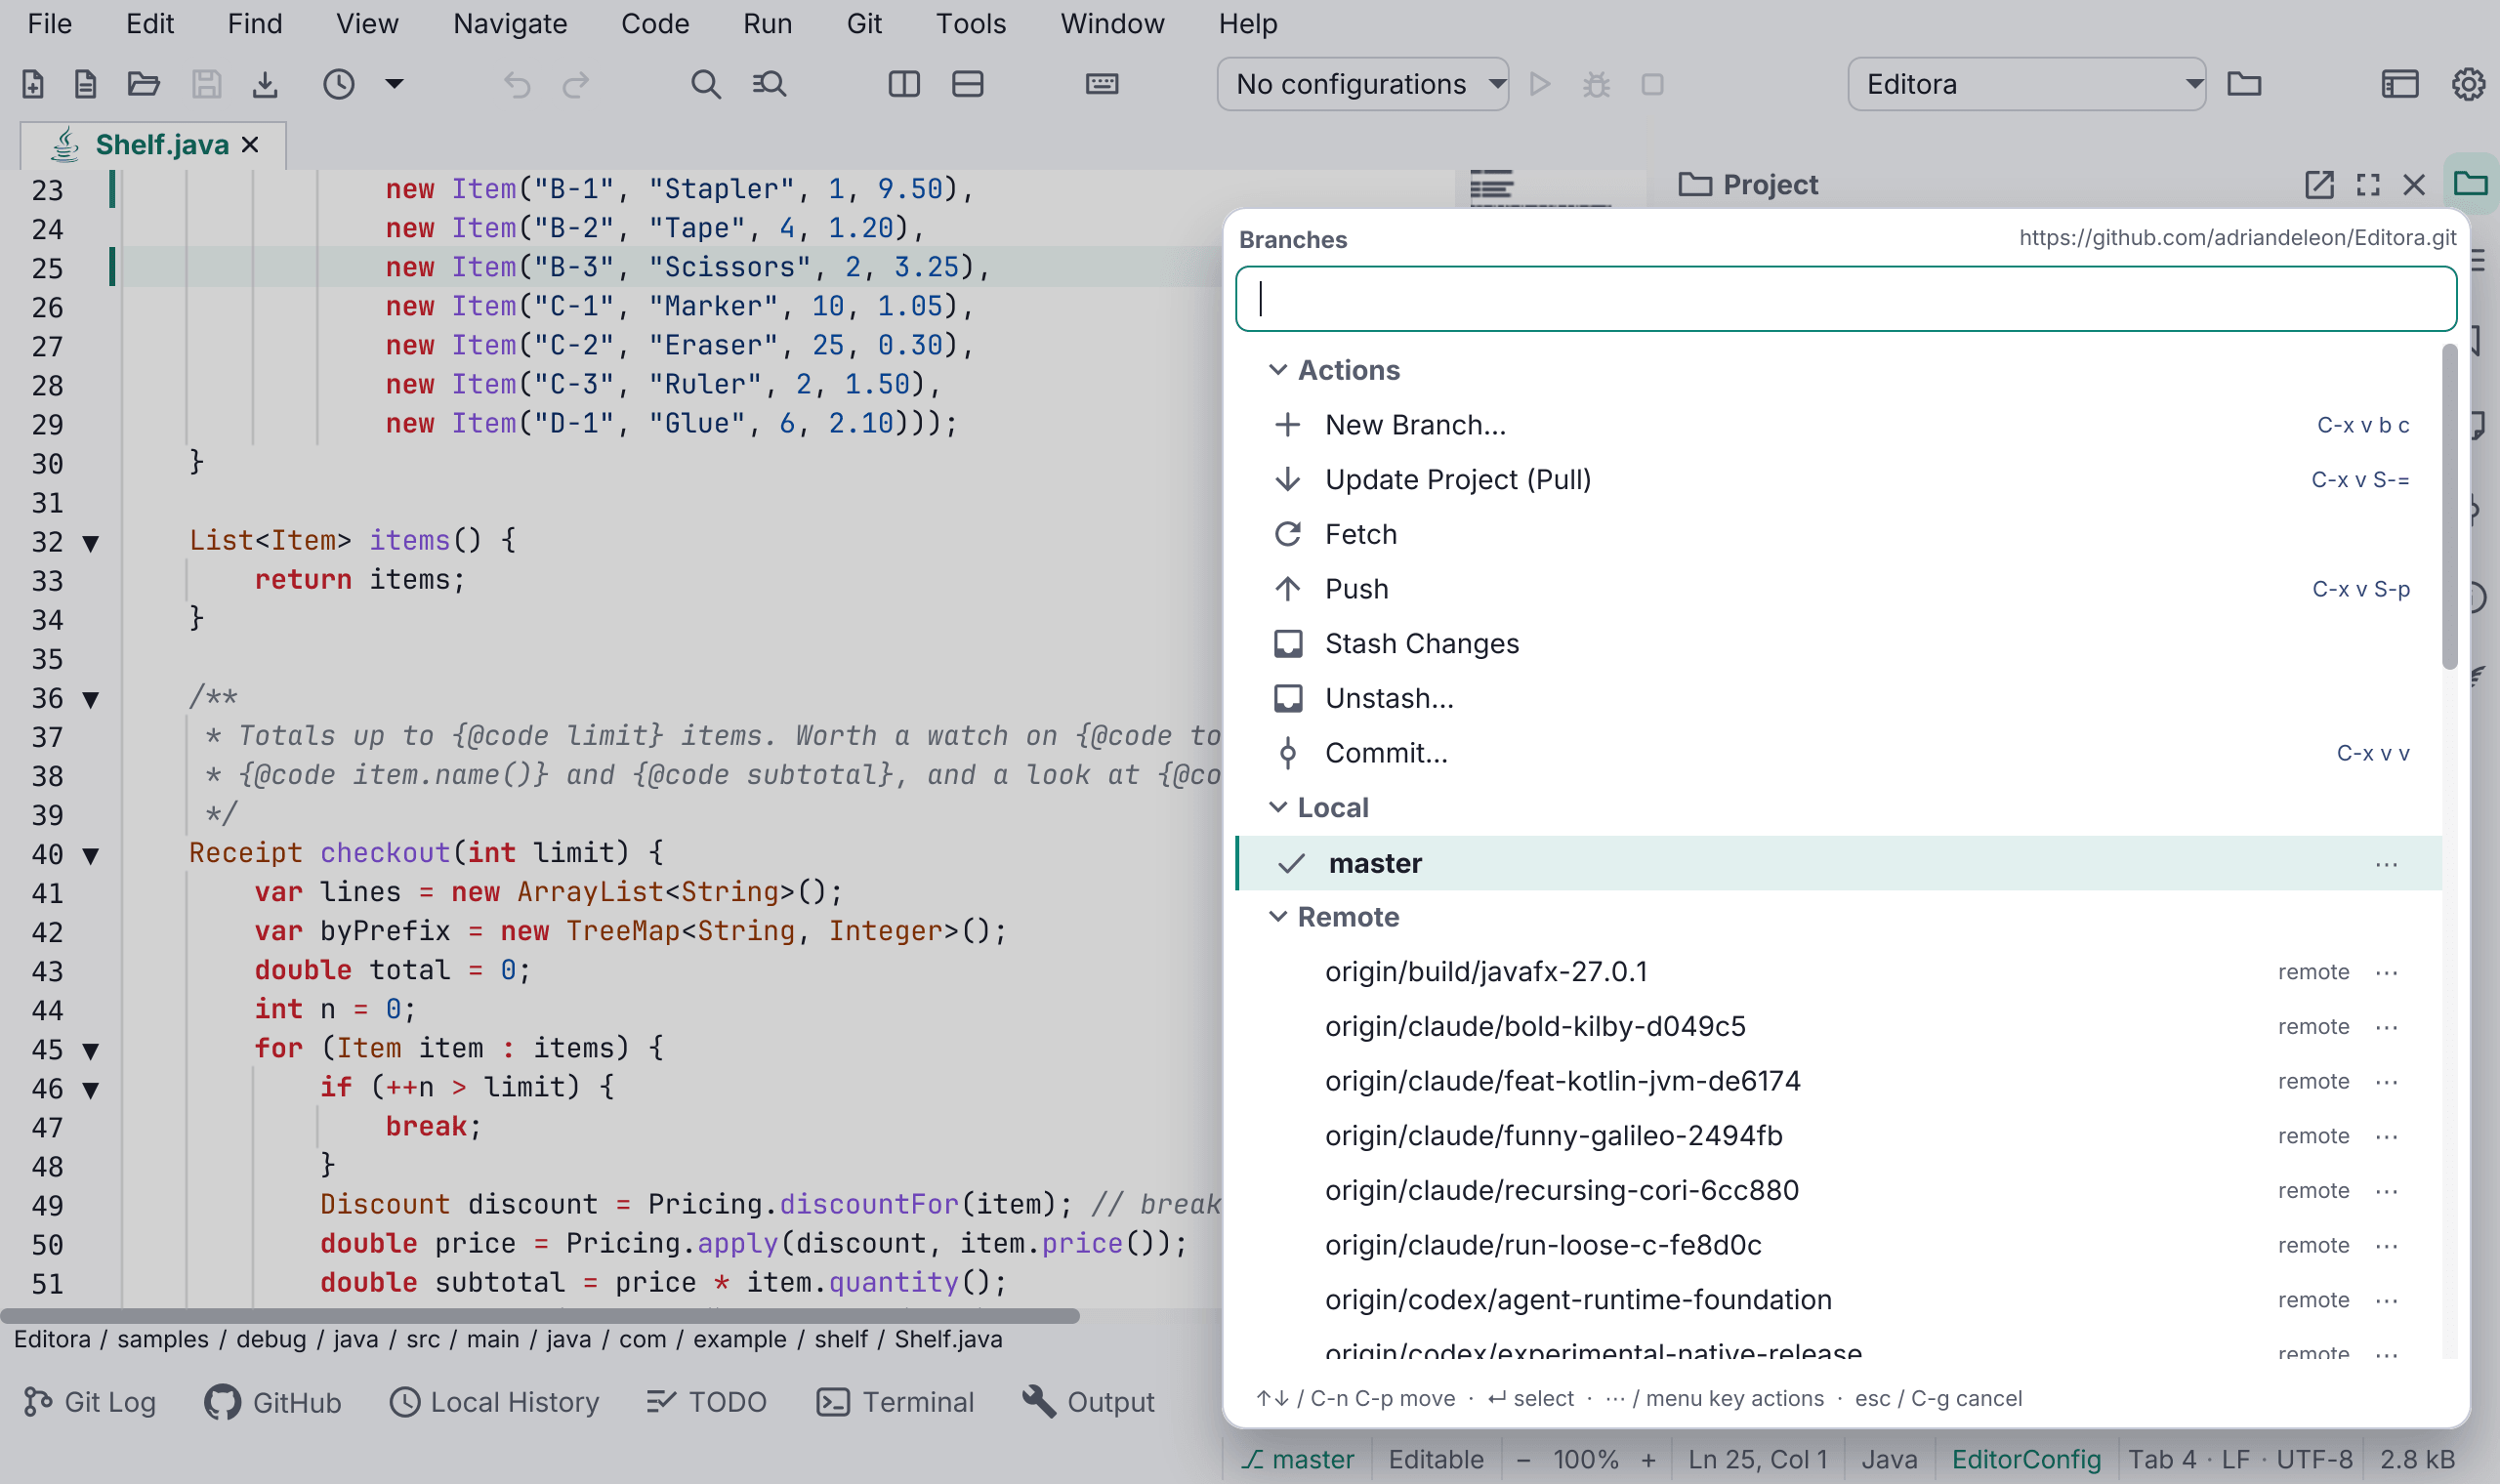 File Edit Find View Navigate Code Run Git Tools Window Help
No configurations
Editora
Shelf.java
Project
23 new Item("B-1", "Stapler", 1, 9.50),
24 new Item("B-2", "Tape", 4, 1.20),
25 new Item("B-3", "Scissors", 2, 3.25),
26 new Item("C-1", "Marker", 10, 1.05),
27 new Item("C-2", "Eraser", 25, 0.30),
28 new Item("C-3", "Ruler", 2, 1.50),
29 new Item("D-1", "Glue", 6, 2.10)));
30 }
31
32 List<Item> items() {
33 return items;
34 }
35
36 /**
37 * Totals up to {@code limit} items. Worth a watch on {@code to
38 * {@code item.name()} and {@code subtotal}, and a look at {@co
39 */
40 Receipt checkout(int limit) {
41 var lines = new ArrayList<String>();
42 var byPrefix = new TreeMap<String, Integer>();
43 double total = 0;
44 int n = 0;
45 for (Item item : items) {
46 if (++n > limit) {
47 break;
48 }
49 Discount discount = Pricing.discountFor(item); // break
50 double price = Pricing.apply(discount, item.price());
51 double subtotal = price * item.quantity();
Branches https://github.com/adriandeleon/Editora.git
Actions
New Branch... C-x v b c
Update Project (Pull) C-x v S-=
Fetch
Push C-x v S-p
Stash Changes
Unstash...
Commit... C-x v v
Local
master ...
Remote
origin/build/javafx-27.0.1 remote ...
origin/claude/bold-kilby-d049c5 remote ...
origin/claude/feat-kotlin-jvm-de6174 remote ...
origin/claude/funny-galileo-2494fb remote ...
origin/claude/recursing-cori-6cc880 remote ...
origin/claude/run-loose-c-fe8d0c remote ...
origin/codex/agent-runtime-foundation remote ...
origin/codex/experimental-native-release remote ...
↑↓ / C-n C-p move · ↵ select · ··· / menu key actions · esc / C-g cancel
Editora / samples / debug / java / src / main / java / com / example / shelf / Shelf.java
Git Log GitHub Local History TODO Terminal Output
master Editable − 100% + Ln 25, Col 1 Java EditorConfig Tab 4 · LF · UTF-8 2.8 kB